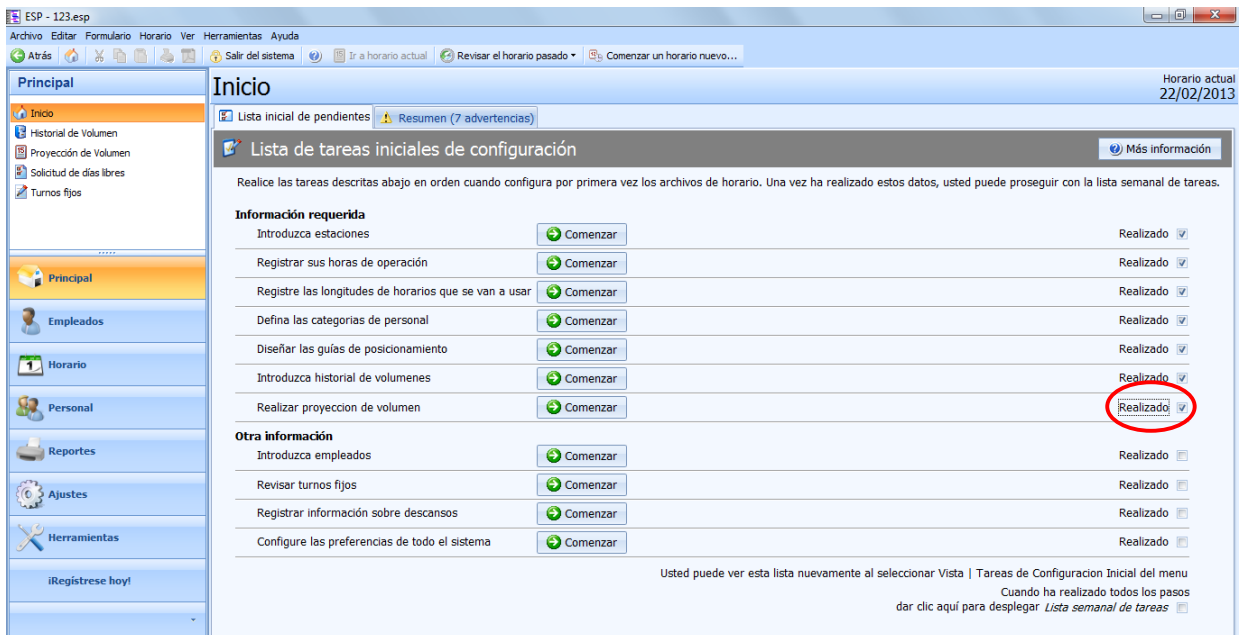 ESP - 123.esp
Archivo Editar Formulario Horario Ver Herramientas Ayuda
Atrás Salir del sistema Ir a horario actual Revisar el horario pasado Comenzar un horario nuevo...
Principal
Inicio
Historial de Volumen
Proyección de Volumen
Solicitud de días libres
Turnos fijos
Principal
Empleados
Horario
Personal
Reportes
Ajustes
Herramientas
¡Regístrese hoy!
Inicio
Horario actual
22/02/2013
Lista inicial de pendientes Resumen (7 advertencias)
Lista de tareas iniciales de configuración Más información
Realice las tareas descritas abajo en orden cuando configura por primera vez los archivos de horario. Una vez ha realizado estos datos, usted puede proseguir con la lista semanal de tareas.
Información requerida
Introduzca estaciones Comenzar Realizado
Registrar sus horas de operación Comenzar Realizado
Registre las longitudes de horarios que se van a usar Comenzar Realizado
Defina las categorias de personal Comenzar Realizado
Diseñar las guías de posicionamiento Comenzar Realizado
Introduzca historial de volumenes Comenzar Realizado
Realizar proyeccion de volumen Comenzar Realizado
Otra información
Introduzca empleados Comenzar Realizado
Revisar turnos fijos Comenzar Realizado
Registrar información sobre descansos Comenzar Realizado
Configure las preferencias de todo el sistema Comenzar Realizado
Usted puede ver esta lista nuevamente al seleccionar Vista | Tareas de Configuracion Inicial del menu
Cuando ha realizado todos los pasos
dar clic aquí para desplegar Lista semanal de tareas